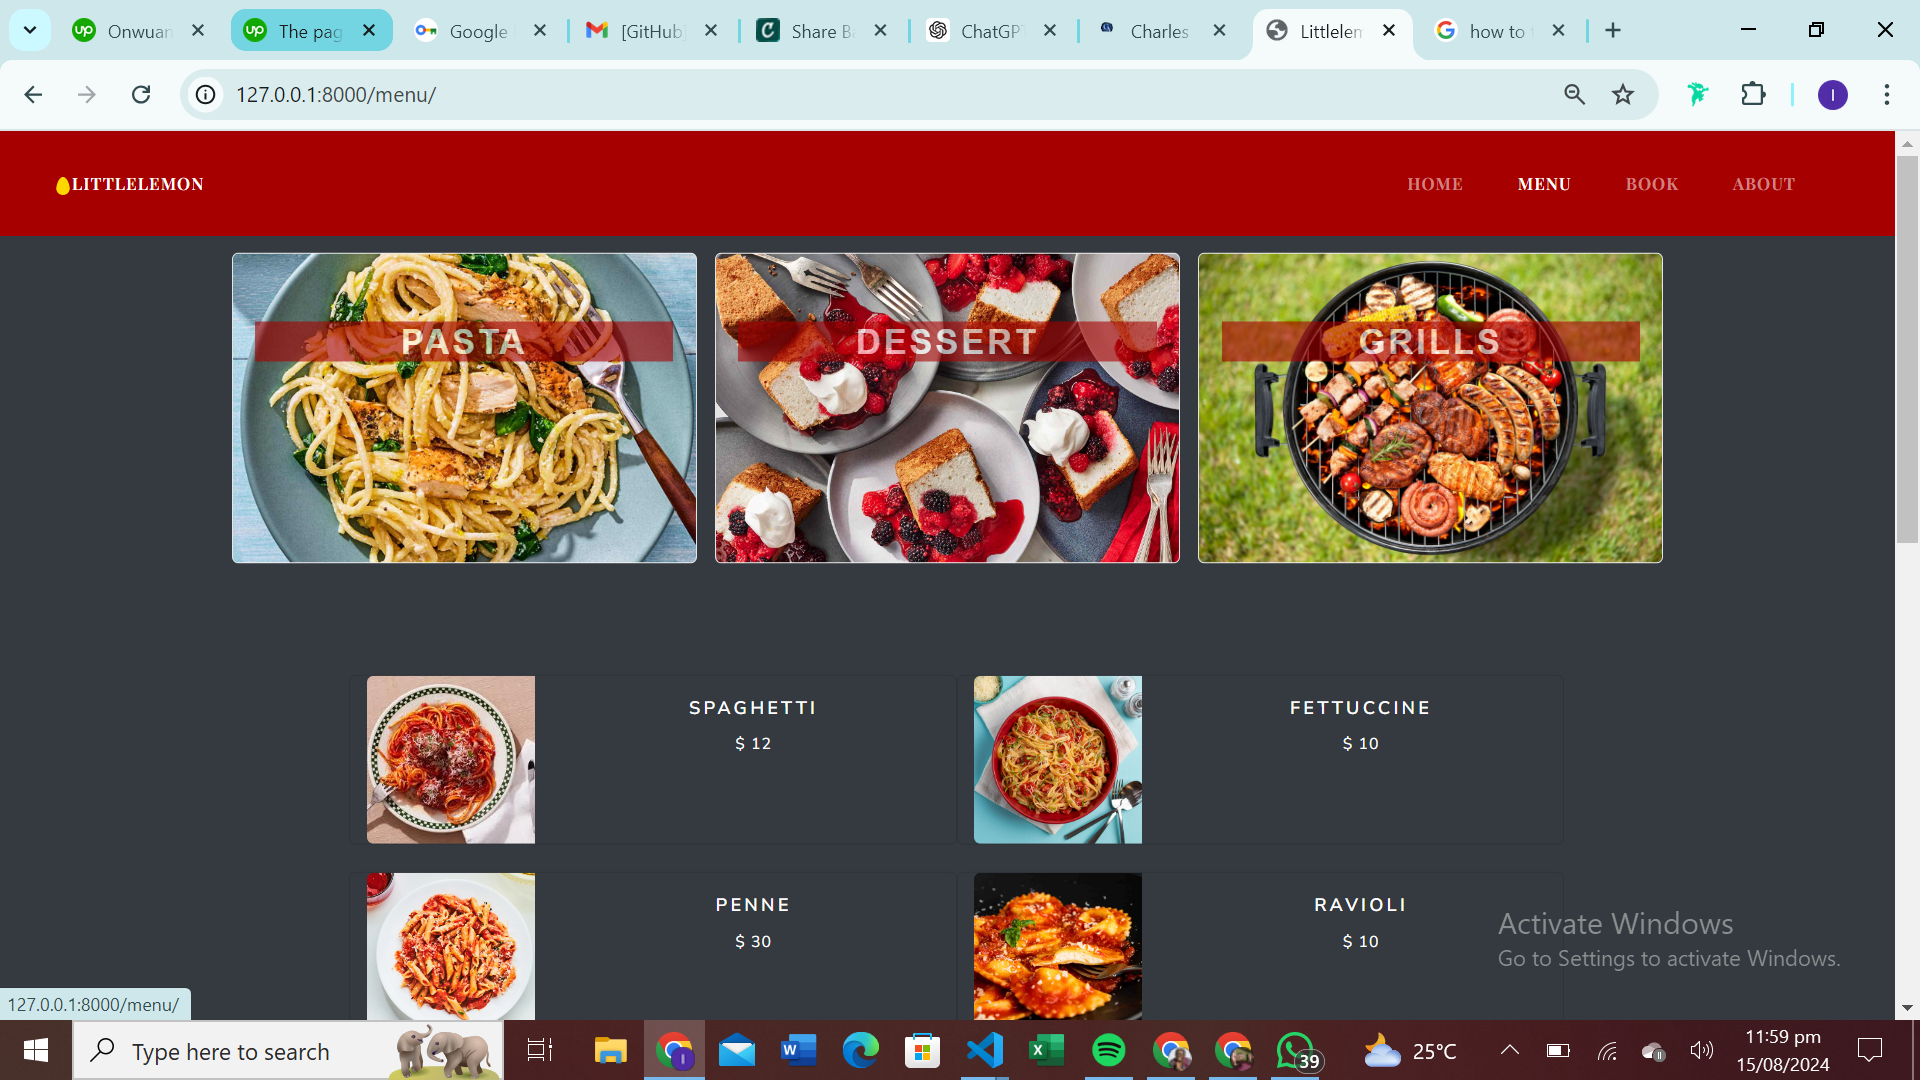 Onwuan
The pag
Google
[GitHub]
Share B
ChatGPT
Charles
Littlelem
how to
127.0.0.1:8000/menu/
I
LITTLELEMON
HOME MENU BOOK ABOUT
PASTA
DESSERT
GRILLS
SPAGHETTI
$ 12
FETTUCCINE
$ 10
PENNE
$ 30
RAVIOLI
$ 10
Activate Windows
Go to Settings to activate Windows.
127.0.0.1:8000/menu/
Type here to search
39
25°C
11:59 pm
15/08/2024